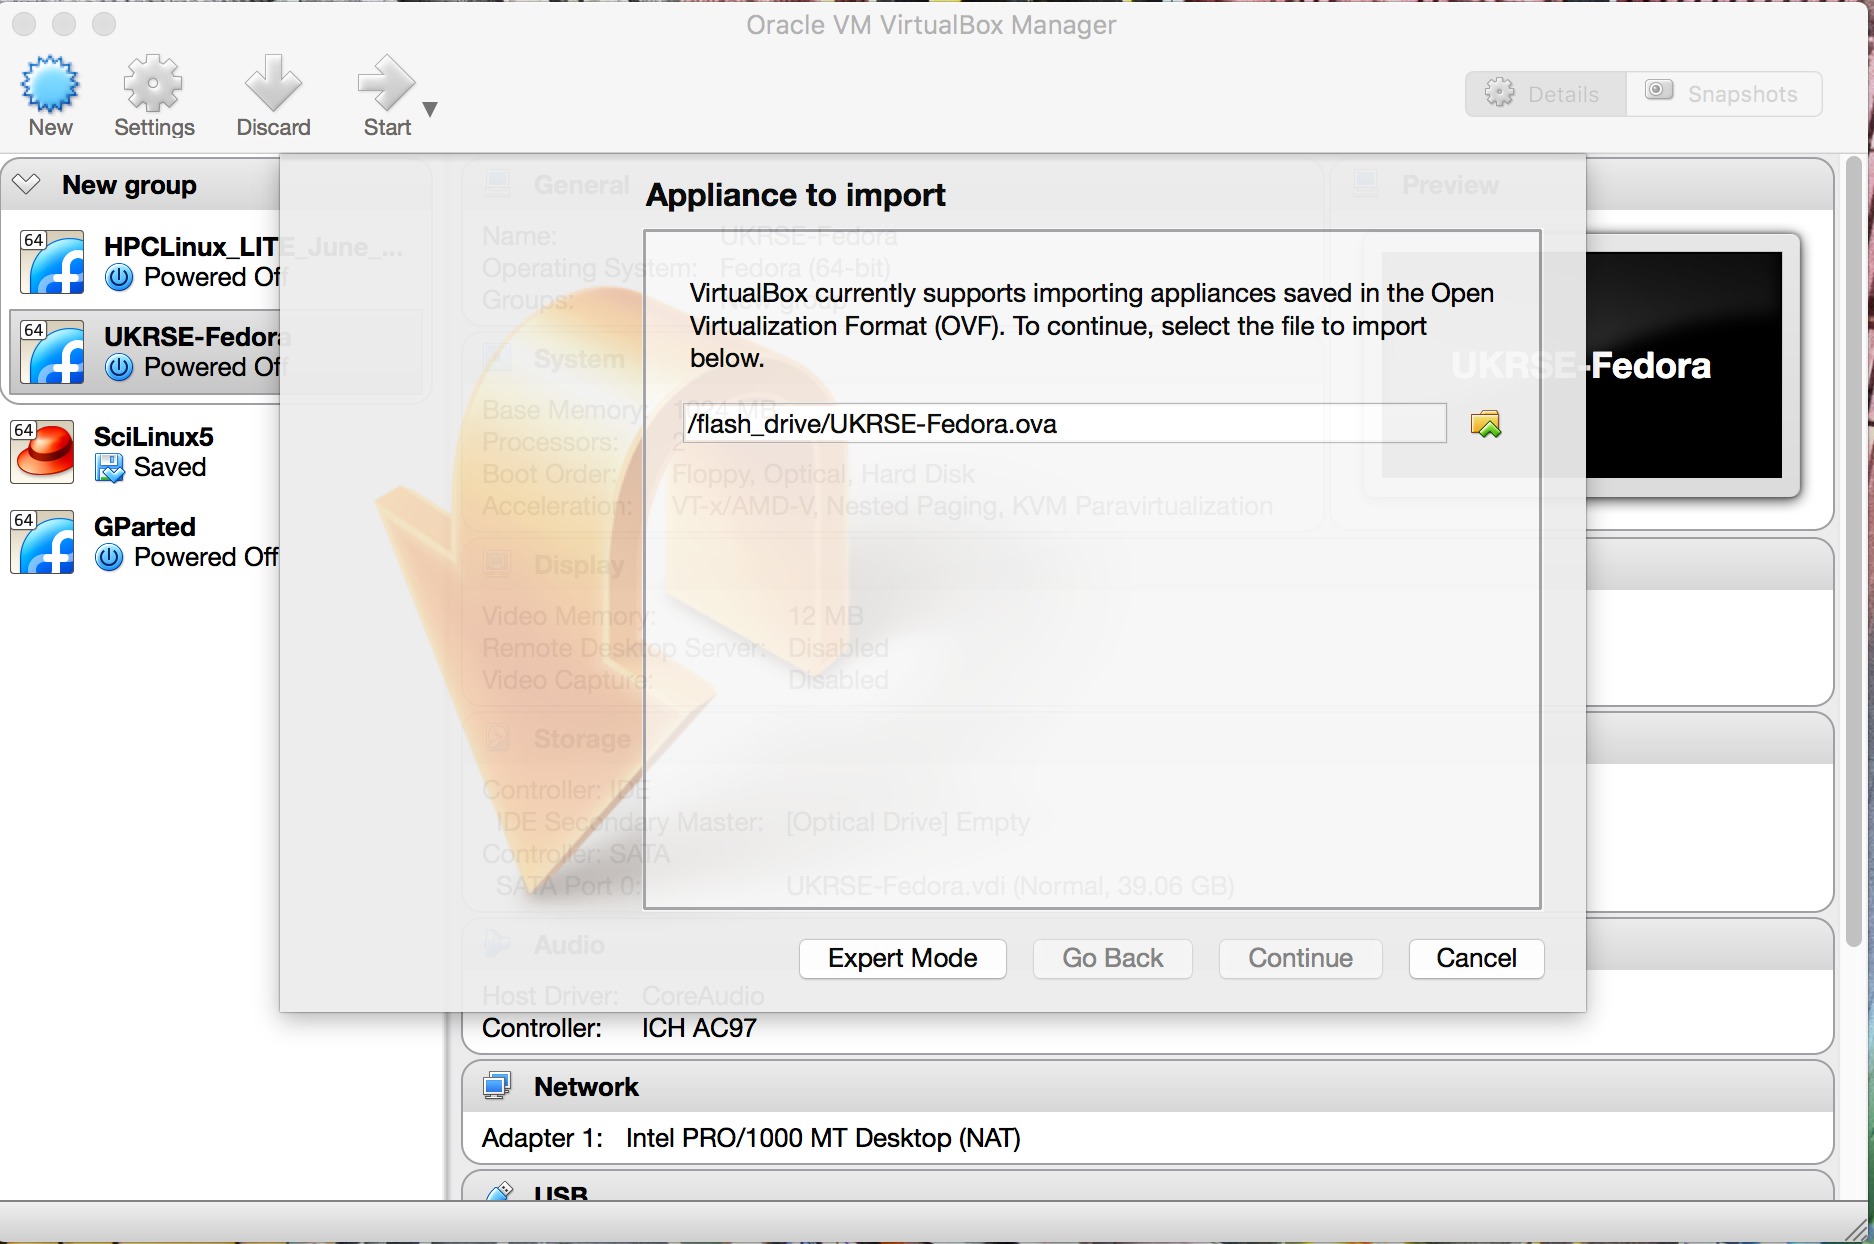 Oracle VM VirtualBox Manager
New
Settings
Discard
Start
Details
Snapshots
New group
64
HPCLinux_LITE_June_...
Powered Off
64
UKRSE-Fedora
Powered Off
64
SciLinux5
Saved
64
GParted
Powered Off
Appliance to import
VirtualBox currently supports importing appliances saved in the Open
Virtualization Format (OVF). To continue, select the file to import
below.
/flash_drive/UKRSE-Fedora.ova
Expert Mode
Go Back
Continue
Cancel
General
Name: UKRSE-Fedora
Operating System: Fedora (64-bit)
Groups:
System
Base Memory: 1024 MB
Processors: 2
Boot Order: Floppy, Optical, Hard Disk
Acceleration: VT-x/AMD-V, Nested Paging, KVM Paravirtualization
Preview
UKRSE-Fedora
Display
Video Memory: 12 MB
Remote Desktop Server: Disabled
Video Capture: Disabled
Storage
Controller: IDE
IDE Secondary Master: [Optical Drive] Empty
Controller: SATA
SATA Port 0: UKRSE-Fedora.vdi (Normal, 39.06 GB)
Audio
Host Driver: CoreAudio
Controller: ICH AC97
Network
Adapter 1: Intel PRO/1000 MT Desktop (NAT)
USB